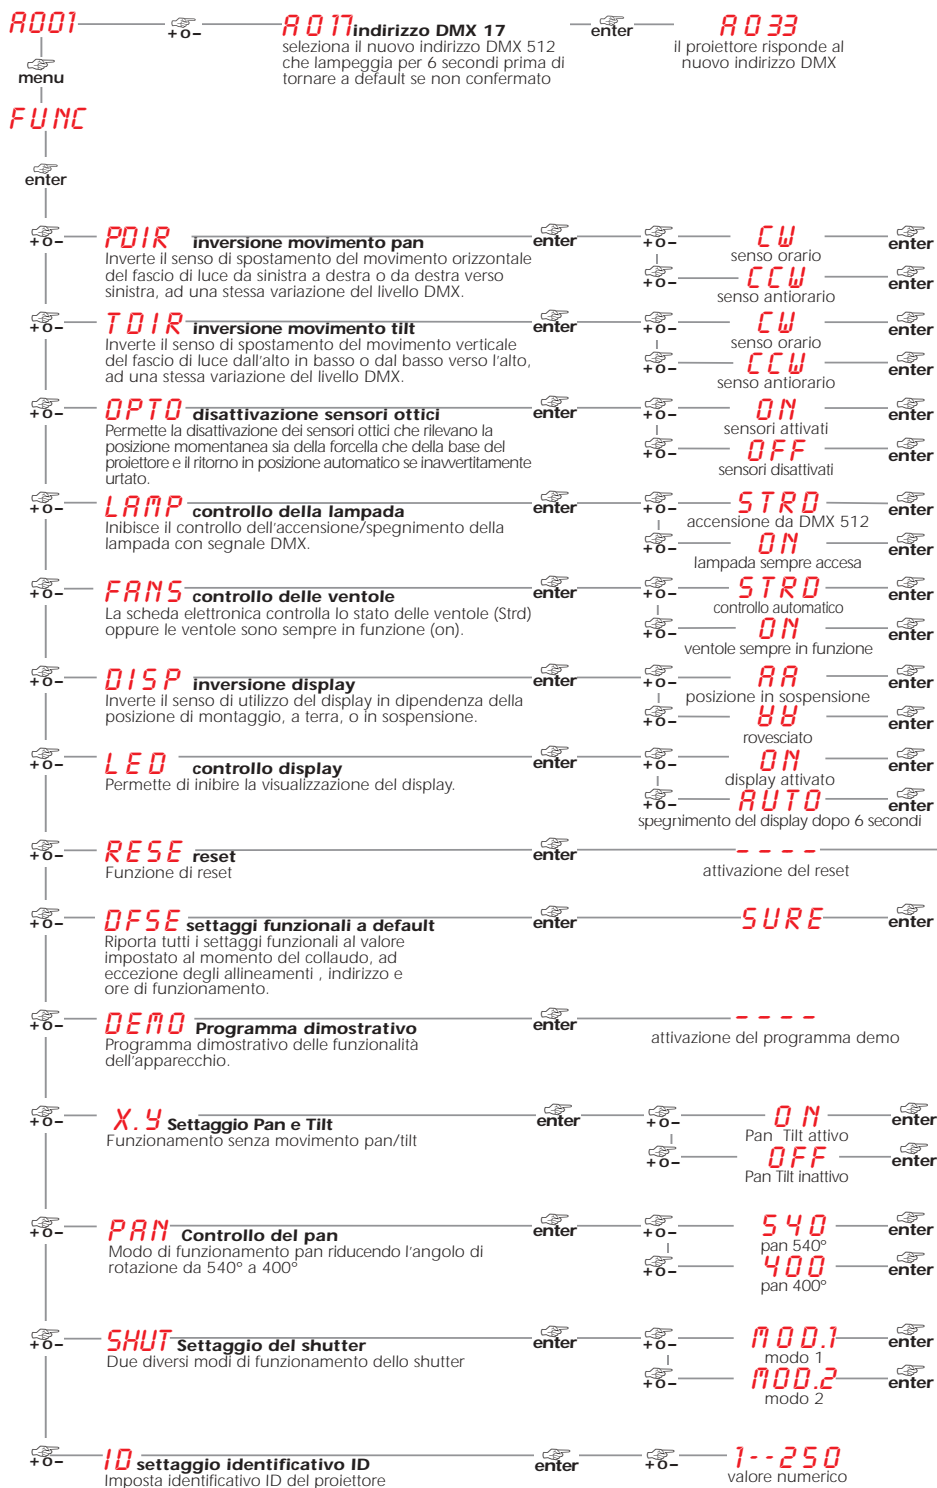 A001
+ o –
A017 indirizzo DMX 17
enter
A033
seleziona il nuovo indirizzo DMX 512
che lampeggia per 6 secondi prima di
tornare a default se non confermato
il proiettore risponde al
nuovo indirizzo DMX
menu
FUNC
enter
+ o –
PDIR inversione movimento pan
Inverte il senso di spostamento del movimento orizzontale
del fascio di luce da sinistra a destra o da destra verso
sinistra, ad una stessa variazione del livello DMX.
enter
+ o –
CW
senso orario
enter
+ o –
CCW
senso antiorario
enter
+ o –
TDIR inversione movimento tilt
Inverte il senso di spostamento del movimento verticale
del fascio di luce dall'alto in basso o dal basso verso l'alto,
ad una stessa variazione del livello DMX.
enter
+ o –
CW
senso orario
enter
+ o –
CCW
senso antiorario
enter
+ o –
OPTO disattivazione sensori ottici
Permette la disattivazione dei sensori ottici che rilevano la
posizione momentanea sia della forcella che della base del
proiettore e il ritorno in posizione automatico se inavvertitamente
urtato.
enter
+ o –
ON
sensori attivati
enter
+ o –
OFF
sensori disattivati
enter
+ o –
LAMP controllo della lampada
Inibisce il controllo dell'accensione/spegnimento della
lampada con segnale DMX.
enter
+ o –
STRD
accensione da DMX 512
enter
+ o –
ON
lampada sempre accesa
enter
+ o –
FANS controllo delle ventole
La scheda elettronica controlla lo stato delle ventole (Strd)
oppure le ventole sono sempre in funzione (on).
enter
+ o –
STRD
controllo automatico
enter
+ o –
ON
ventole sempre in funzione
enter
+ o –
DISP inversione display
Inverte il senso di utilizzo del display in dipendenza della
posizione di montaggio, a terra, o in sospensione.
enter
+ o –
AA
posizione in sospensione
enter
+ o –
ꓯꓯ
rovesciato
enter
+ o –
LED controllo display
Permette di inibire la visualizzazione del display.
enter
+ o –
ON
display attivato
enter
+ o –
AUTO
spegnimento del display dopo 6 secondi
enter
+ o –
RESE reset
Funzione di reset
enter
- - - -
attivazione del reset
+ o –
DFSE settaggi funzionali a default
Riporta tutti i settaggi funzionali al valore
impostato al momento del collaudo, ad
eccezione degli allineamenti , indirizzo e
ore di funzionamento.
enter
SURE
enter
+ o –
DEMO Programma dimostrativo
Programma dimostrativo delle funzionalità
dell'apparecchio.
enter
- - - -
attivazione del programma demo
+ o –
X.Y Settaggio Pan e Tilt
Funzionamento senza movimento pan/tilt
enter
+ o –
ON
Pan Tilt attivo
enter
+ o –
OFF
Pan Tilt inattivo
enter
+ o –
PAN Controllo del pan
Modo di funzionamento pan riducendo l'angolo di
rotazione da 540° a 400°
enter
+ o –
540
pan 540°
enter
+ o –
400
pan 400°
enter
+ o –
SHUT Settaggio del shutter
Due diversi modi di funzionamento dello shutter
enter
+ o –
MOD.1
modo 1
enter
+ o –
MOD.2
modo 2
enter
+ o –
ID settaggio identificativo ID
Imposta identificativo ID del proiettore
enter
+ o –
1--250
valore numerico